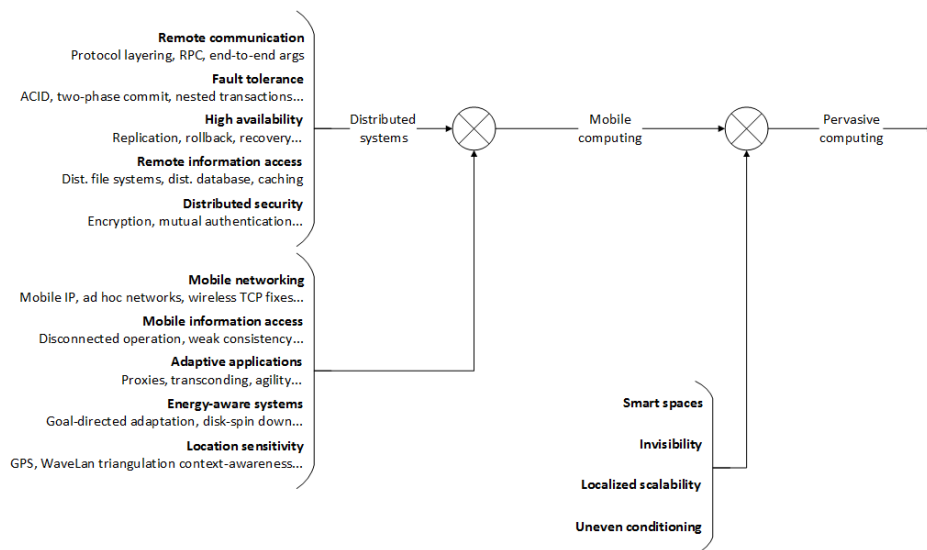 Remote communication
Protocol layering, RPC, end-to-end args
Fault tolerance
ACID, two-phase commit, nested transactions...
High availability
Replication, rollback, recovery...
Remote information access
Dist. file systems, dist. database, caching
Distributed security
Encryption, mutual authentication...
Distributed
systems
Mobile
computing
Pervasive
computing
Mobile networking
Mobile IP, ad hoc networks, wireless TCP fixes...
Mobile information access
Disconnected operation, weak consistency...
Adaptive applications
Proxies, transconding, agility...
Energy-aware systems
Goal-directed adaptation, disk-spin down...
Location sensitivity
GPS, WaveLan triangulation context-awareness...
Smart spaces
Invisibility
Localized scalability
Uneven conditioning